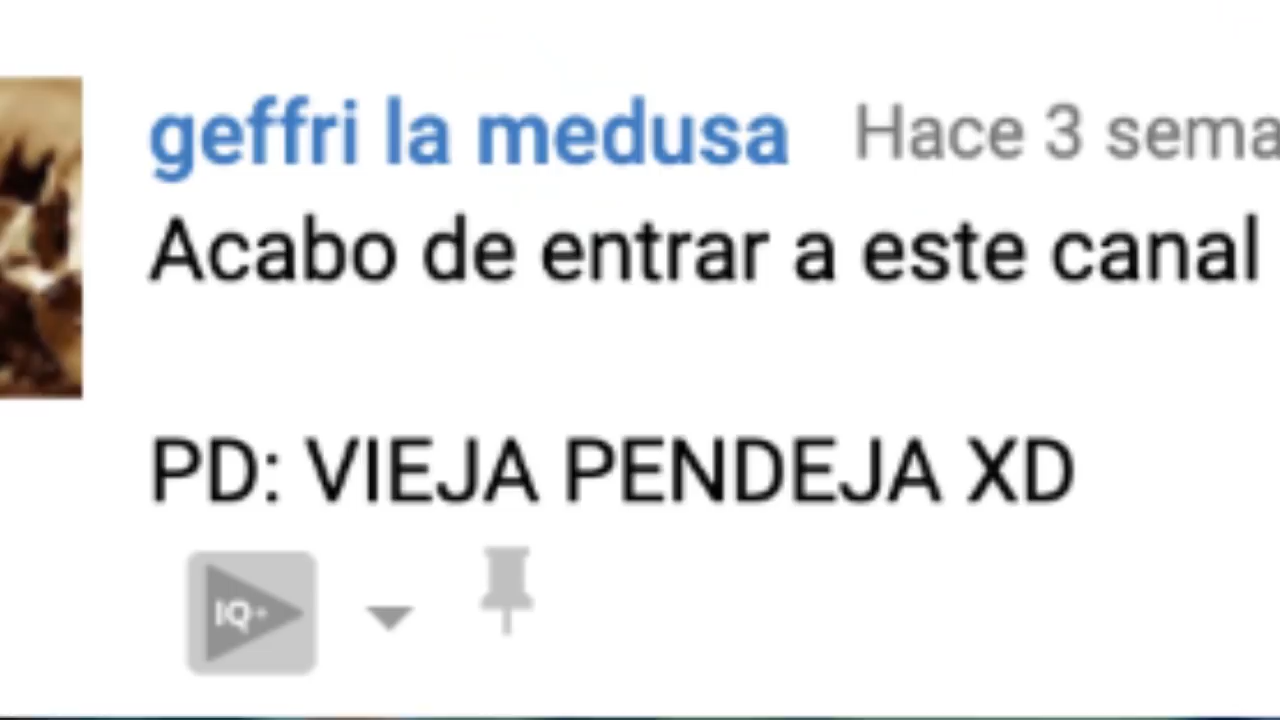 geffri la medusa Hace 3 sema
Acabo de entrar a este canal
PD: VIEJA PENDEJA XD
IQ+